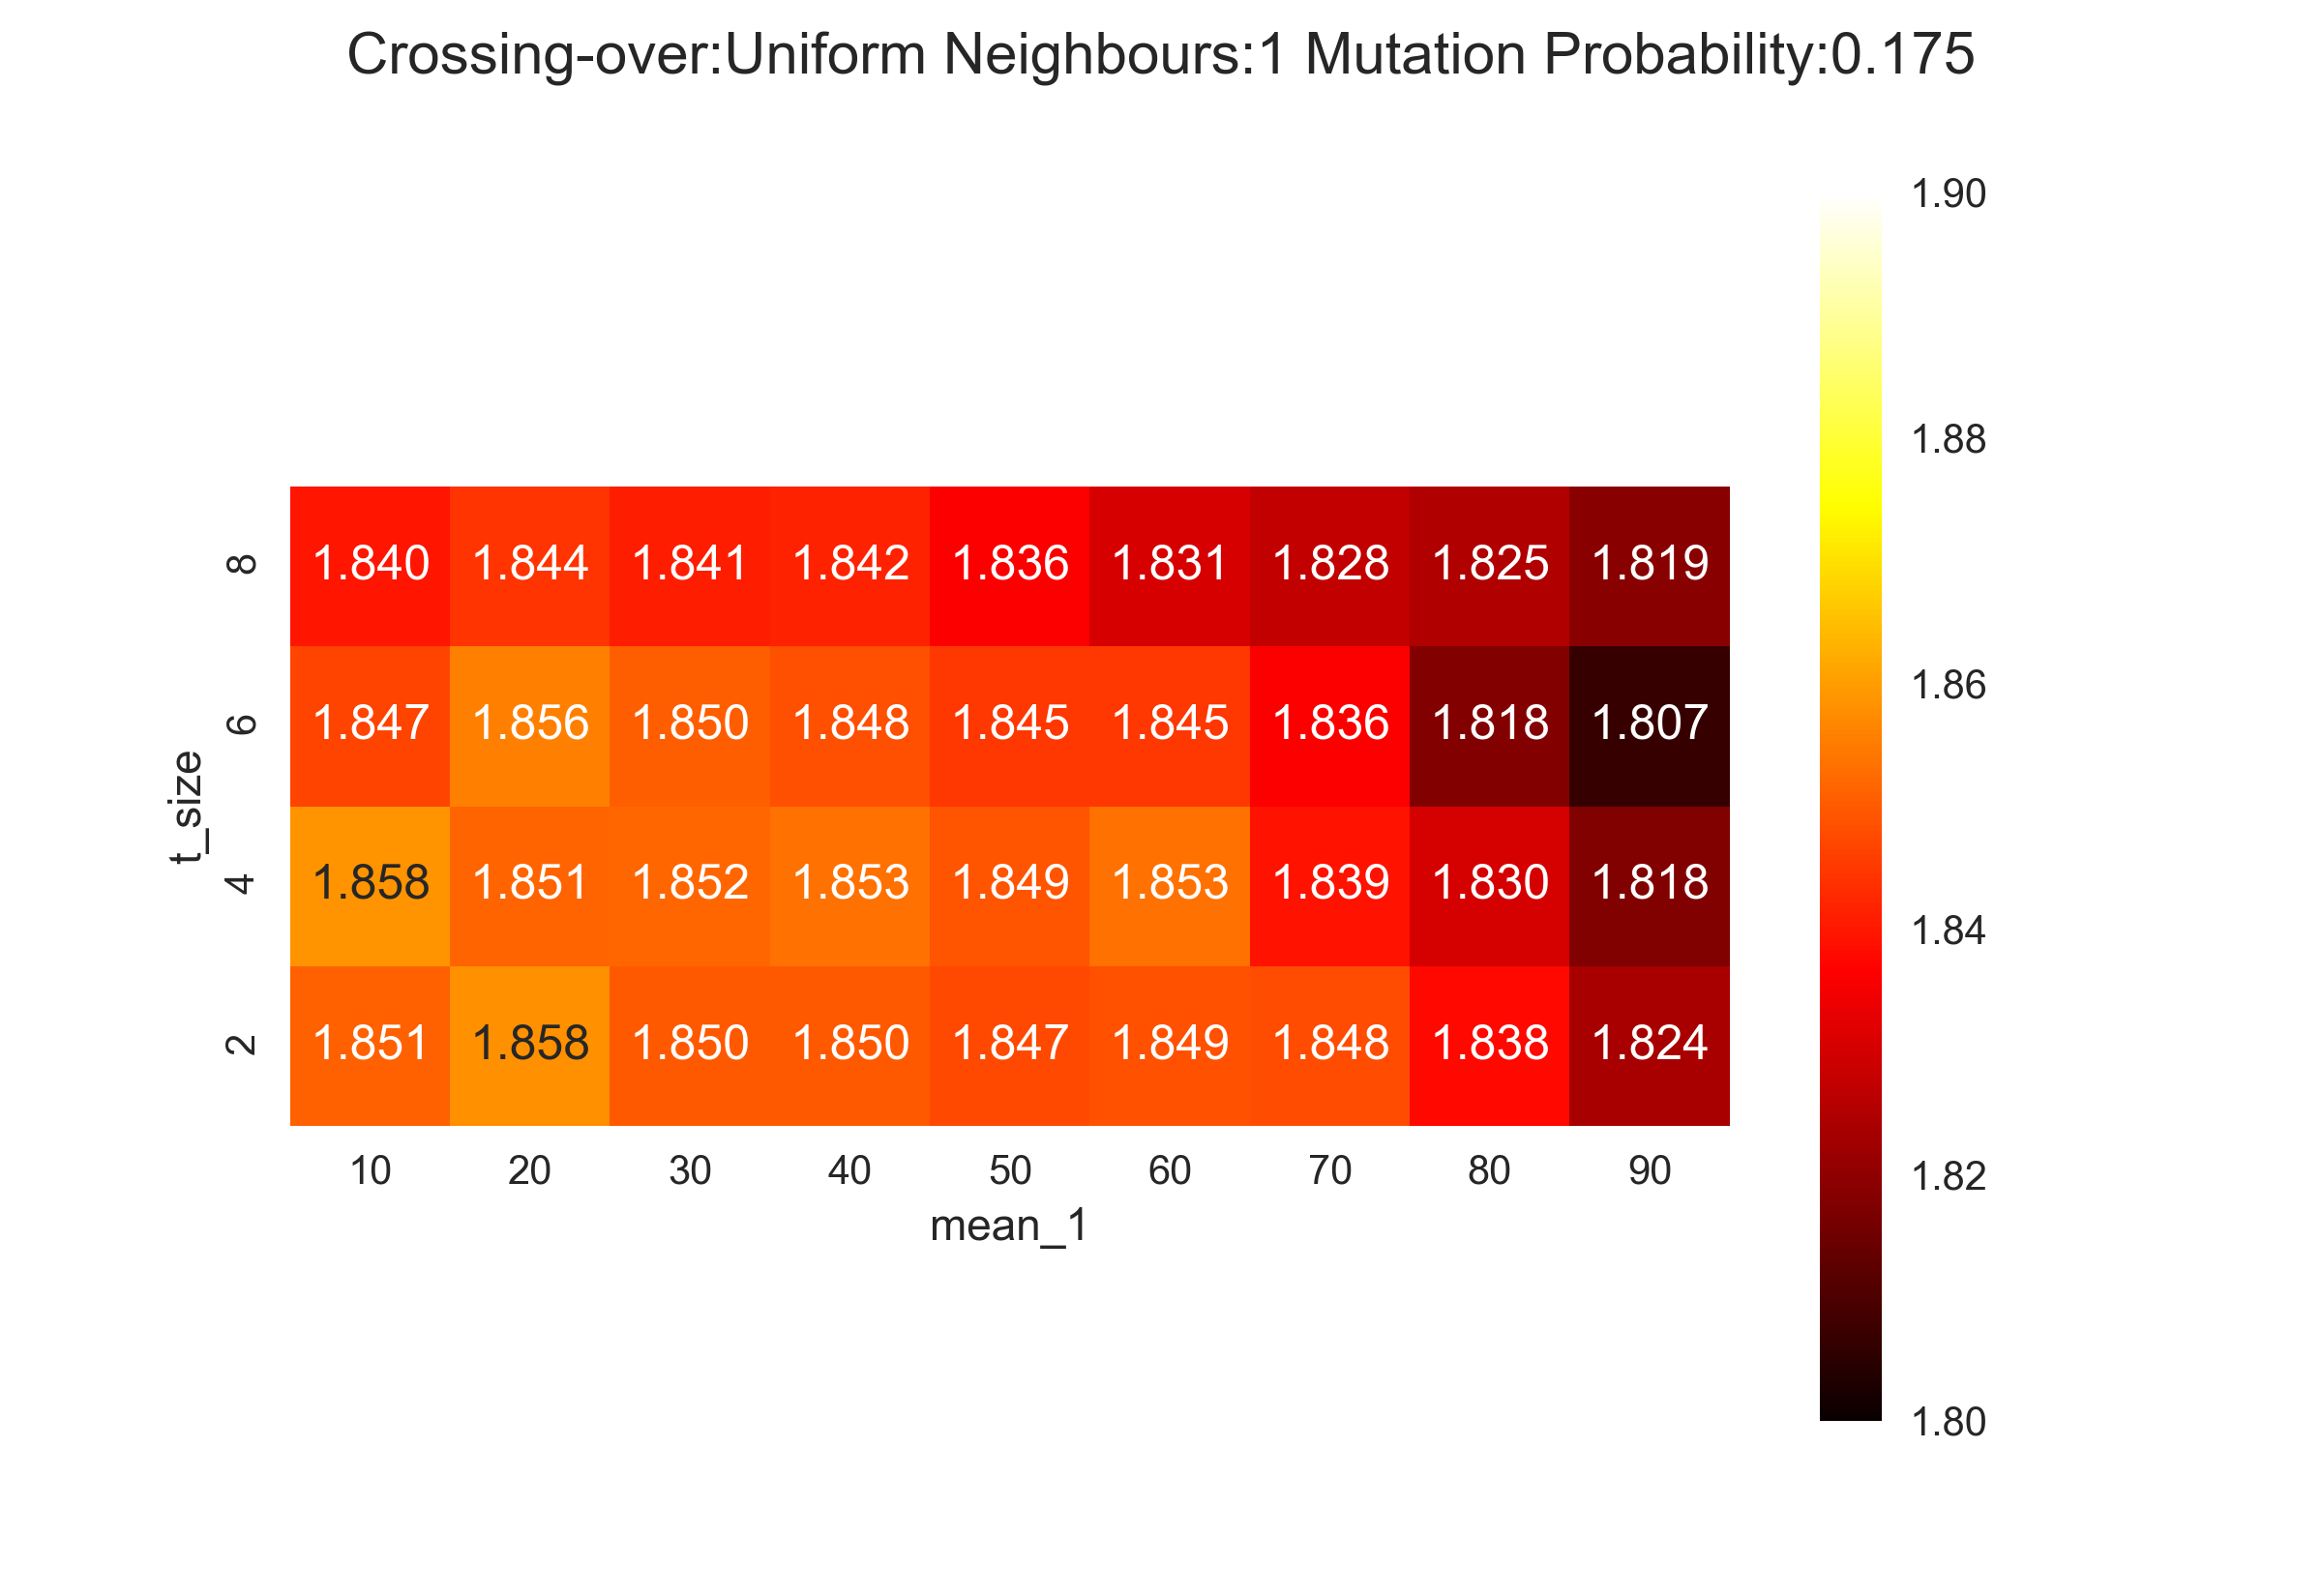 Crossing-over:Uniform Neighbours:1 Mutation Probability:0.175
t_size
8 1.840 1.844 1.841 1.842 1.836 1.831 1.828 1.825 1.819
6 1.847 1.856 1.850 1.848 1.845 1.845 1.836 1.818 1.807
4 1.858 1.851 1.852 1.853 1.849 1.853 1.839 1.830 1.818
2 1.851 1.858 1.850 1.850 1.847 1.849 1.848 1.838 1.824
10 20 30 40 50 60 70 80 90
mean_1
1.90
1.88
1.86
1.84
1.82
1.80